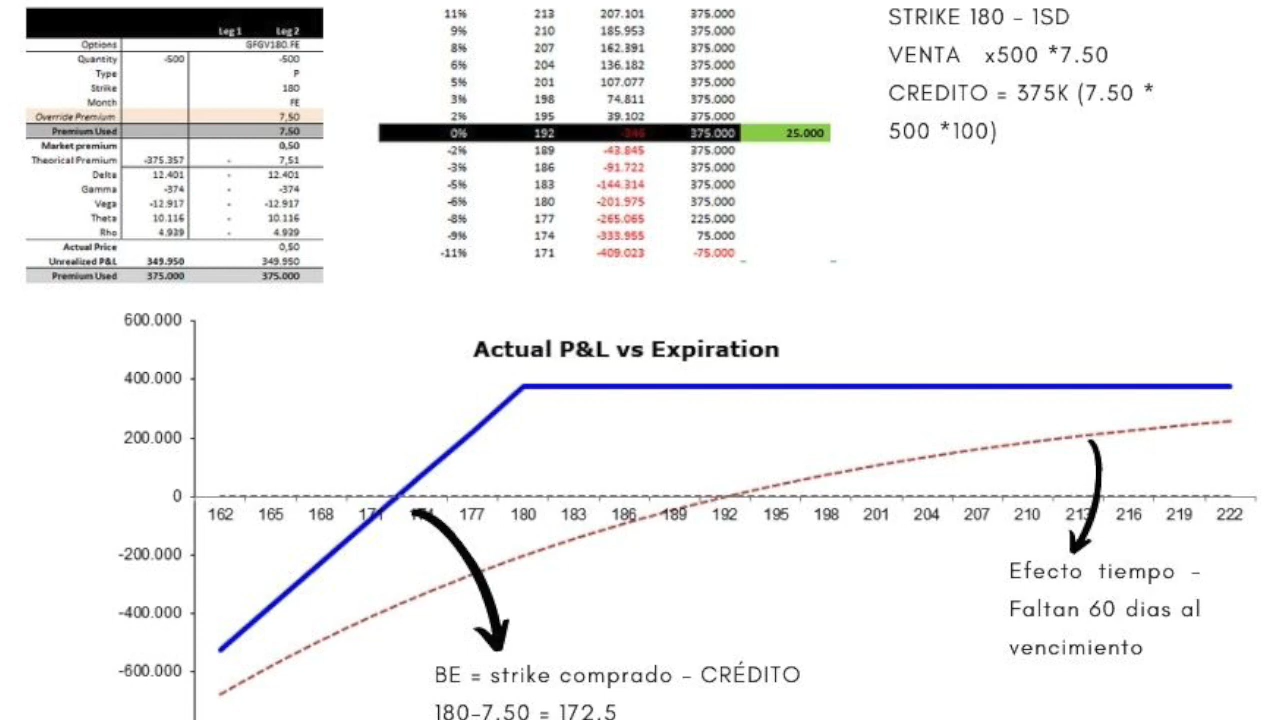 Leg 1 Leg 2
Options GFGV180.FE
Quantity -500 -500
Type P
Strike 180
Month FE
Override Premium 7,50
Premium Used 7,50
Market premium 0,50
Theorical Premium -375.357 - 7,51
Delta 12.401 - 12.401
Gamma -374 - -374
Vega -12.917 - -12.917
Theta 10.116 - 10.116
Rho 4.939 - 4.939
Actual Price 0,50
Unrealized P&L 349.950 349.950
Premium Used 375.000 375.000
11% 213 207.101 375.000
9% 210 185.953 375.000
8% 207 162.391 375.000
6% 204 136.182 375.000
5% 201 107.077 375.000
3% 198 74.811 375.000
2% 195 39.102 375.000
0% 192 -346 375.000 25.000
-2% 189 -43.845 375.000
-3% 186 -91.722 375.000
-5% 183 -144.314 375.000
-6% 180 -201.975 375.000
-8% 177 -265.065 225.000
-9% 174 -333.955 75.000
-11% 171 -409.023 -75.000
STRIKE 180 - 1SD
VENTA x500 *7.50
CREDITO = 375K (7.50 *
500 *100)
Actual P&L vs Expiration
600.000
400.000
200.000
0
-200.000
-400.000
-600.000
162 165 168 171 174 177 180 183 186 189 192 195 198 201 204 207 210 213 216 219 222
Efecto tiempo -
Faltan 60 dias al
vencimiento
BE = strike comprado - CRÉDITO
180-7.50 = 172.5